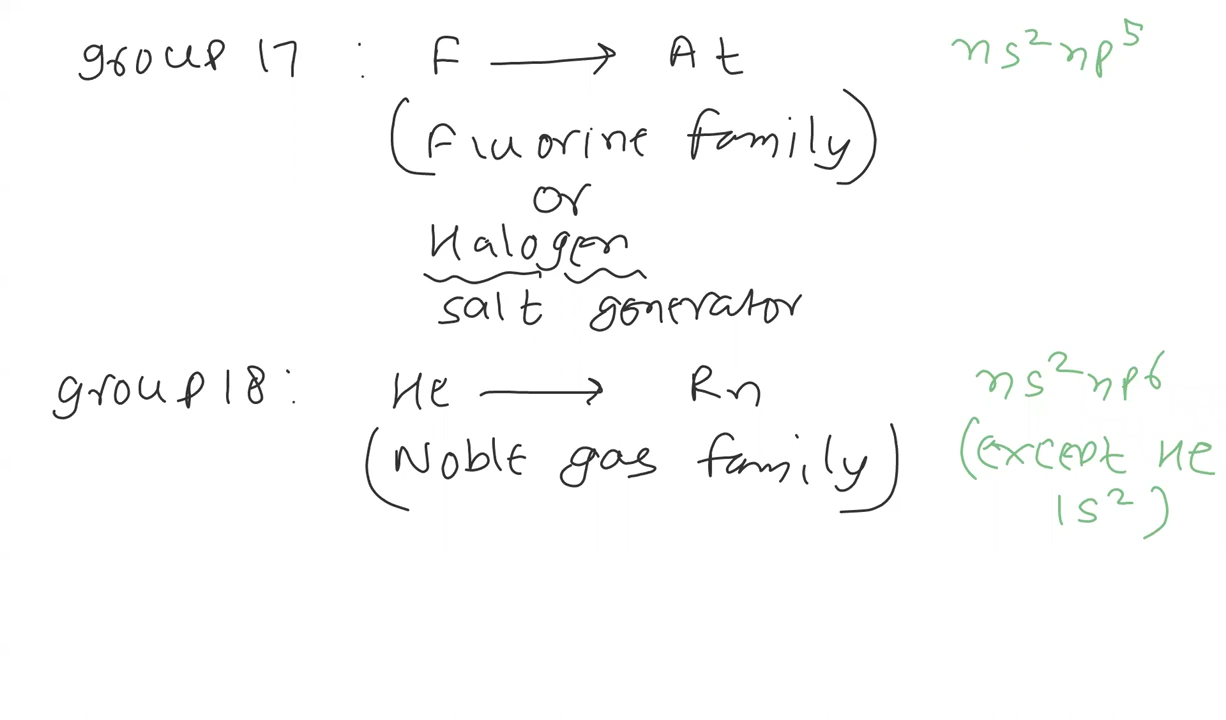 group 17 : F ⟶ At ns²np⁵
(Fluorine family)
or
Halogen
salt generator
group 18 : He ⟶ Rn ns²np⁶
(Noble gas family) (except He
1s²)